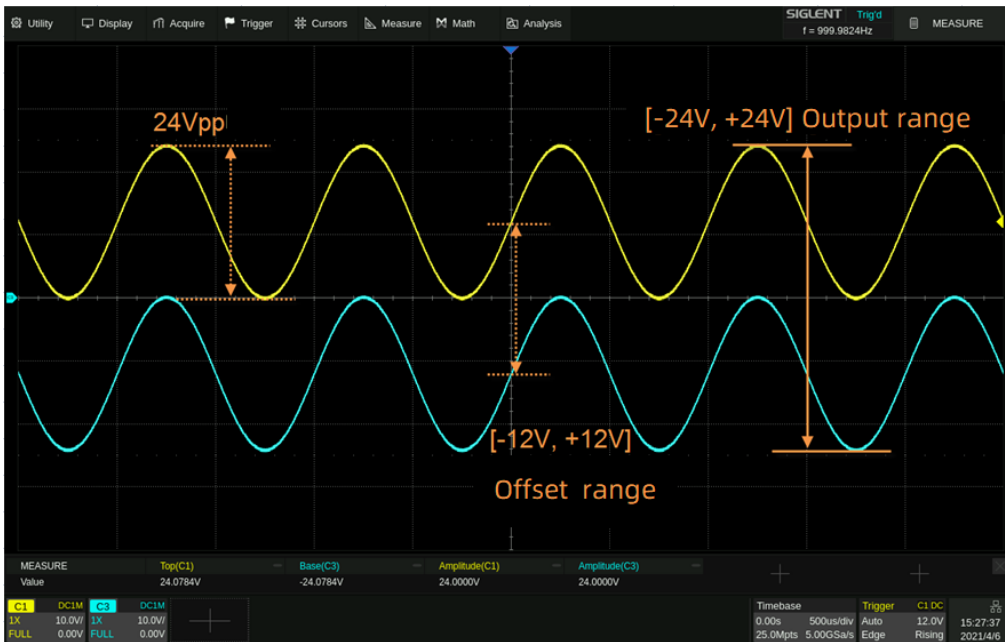 Utility Display Acquire Trigger Cursors Measure Math Analysis
SIGLENT Trig'd
f = 999.9824Hz
MEASURE
24Vpp
[-24V, +24V] Output range
[-12V, +12V]
Offset range
MEASURE Top(C1) Base(C3) Amplitude(C1) Amplitude(C3)
Value 24.0784V -24.0784V 24.0000V 24.0000V
C1 DC1M C3 DC1M
1X 10.0V/ 1X 10.0V/
FULL 0.00V FULL 0.00V
Timebase Trigger C1 DC
0.00s 500us/div Auto 12.0V
25.0Mpts 5.00GSa/s Edge Rising
15:27:37
2021/4/6